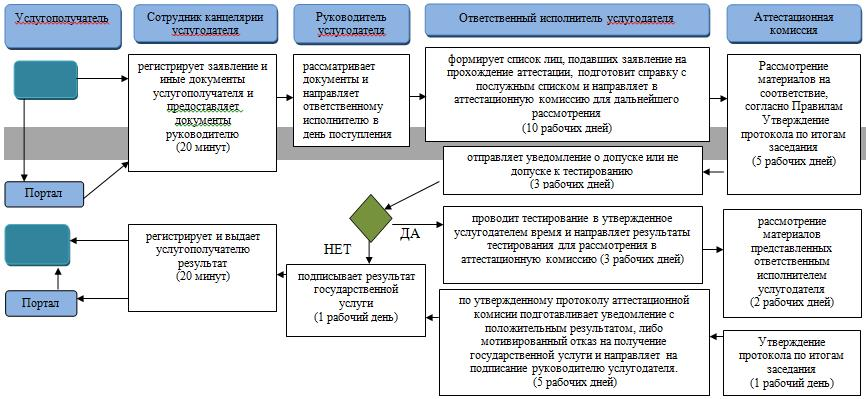 Услугополучатель
Сотрудник канцелярии
услугодателя
Руководитель
услугодателя
Ответственный исполнитель услугодателя
Аттестационная
комиссия
регистрирует заявление и
иные документы
услугополучателя и
предоставляет
документы
руководителю
(20 минут)
рассматривает
документы и
направляет
ответственному
исполнителю в
день поступления
формирует список лиц, подавших заявление на
прохождение аттестации, подготовит справку с
послужным списком и направляет в
аттестационную комиссию для дальнейшего
рассмотрения
(10 рабочих дней)
Рассмотрение
материалов на
соответствие,
согласно Правилам
Утверждение
протокола по итогам
заседания
(5 рабочих дней)
Портал
отправляет уведомление о допуске или не
допуске к тестированию
(3 рабочих дней)
ДА
НЕТ
проводит тестирование в утвержденное
услугодателем время и направляет результаты
тестирования для рассмотрения в
аттестационную комиссию (3 рабочих дней)
рассмотрение
материалов
представленных
ответственным
исполнителем
услугодателя
(2 рабочих дней)
регистрирует и выдает
услугополучателю
результат
(20 минут)
Портал
подписывает результат
государственной
услуги
(1 рабочий день)
по утвержденному протоколу аттестационной
комисии подготавливает уведомление с
положительным результатом, либо
мотивированный отказ на получение
государственной услуги и направляет на
подписание руководителю услугодателя.
(5 рабочих дней)
Утверждение
протокола по итогам
заседания
(1 рабочий день)